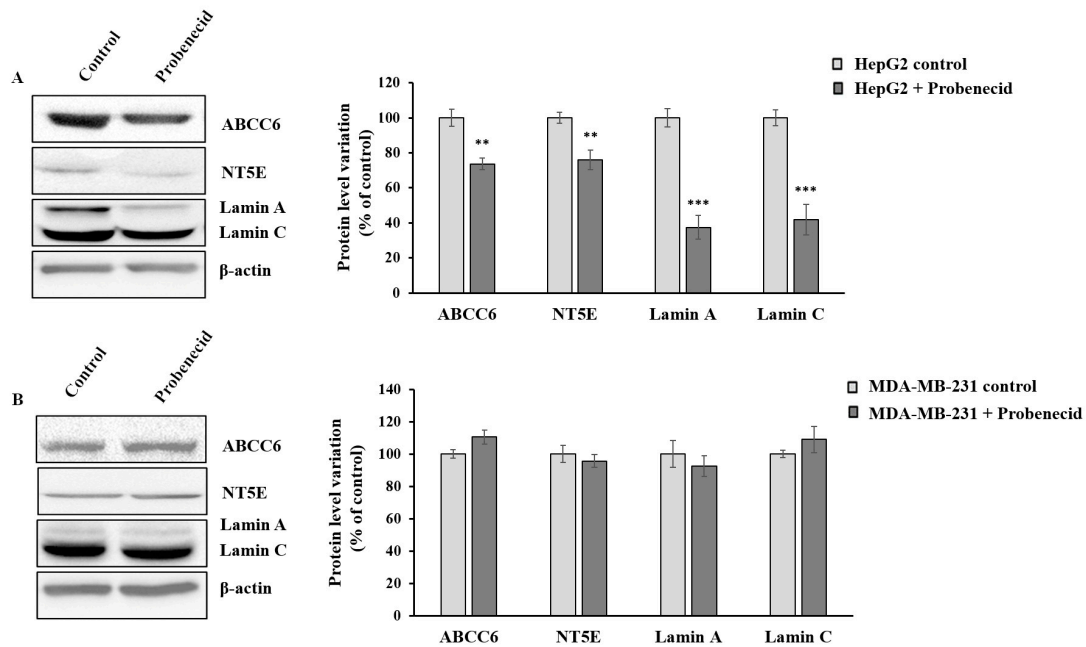 A
Control
Probenecid
ABCC6
NT5E
Lamin A
Lamin C
β-actin
Protein level variation
(% of control)
120
100
80
60
40
20
0
**
**
***
***
ABCC6
NT5E
Lamin A
Lamin C
HepG2 control
HepG2 + Probenecid
B
Control
Probenecid
ABCC6
NT5E
Lamin A
Lamin C
β-actin
Protein level variation
(% of control)
140
120
100
80
60
40
20
0
ABCC6
NT5E
Lamin A
Lamin C
MDA-MB-231 control
MDA-MB-231 + Probenecid